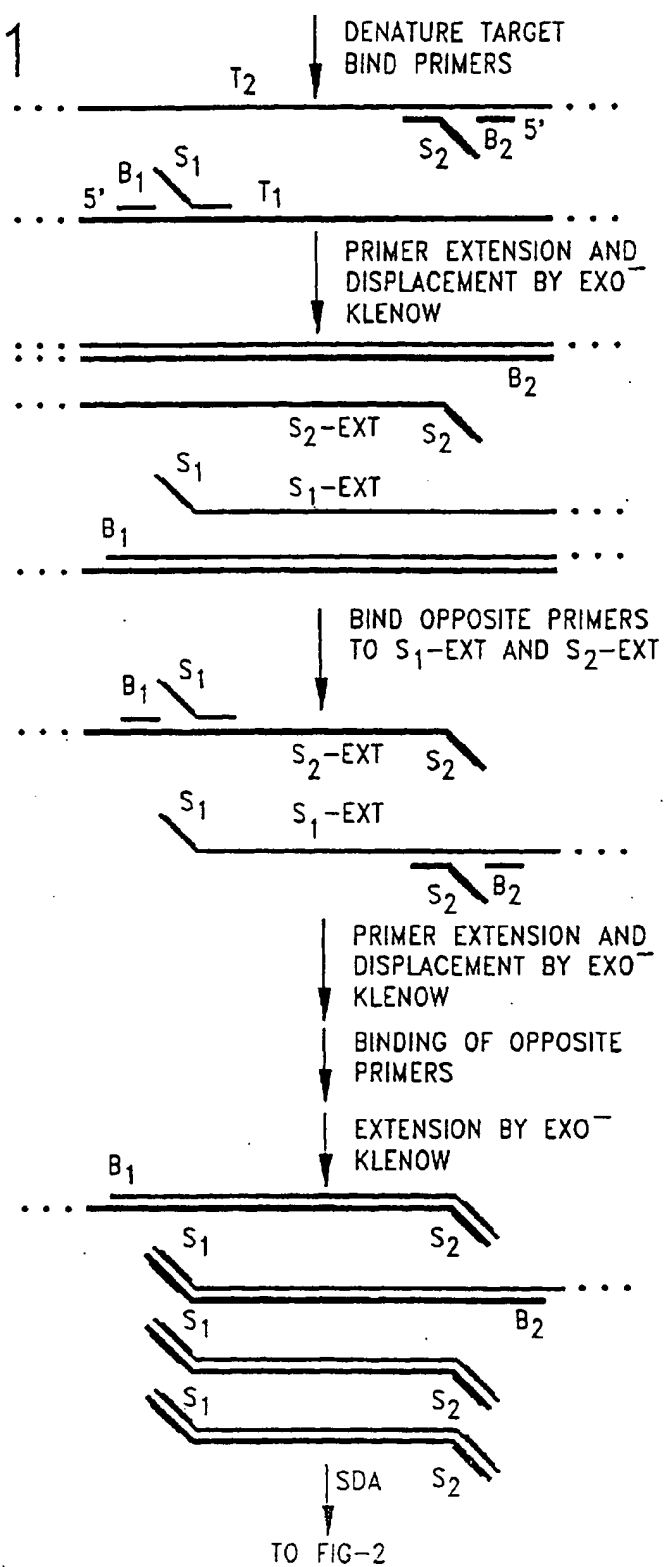 1
DENATURE TARGET
BIND PRIMERS
T2
S2 B2 5'
5' B1 S1 T1
PRIMER EXTENSION AND
DISPLACEMENT BY EXO⁻
KLENOW
B2
S2-EXT S2
S1 S1-EXT
B1
BIND OPPOSITE PRIMERS
TO S1-EXT AND S2-EXT
B1 S1
S2-EXT S2
S1 S1-EXT
S2 B2
PRIMER EXTENSION AND
DISPLACEMENT BY EXO⁻
KLENOW
BINDING OF OPPOSITE
PRIMERS
EXTENSION BY EXO⁻
KLENOW
B1
S1 S2
S1 B2
S1 S2
S2
SDA
TO FIG-2